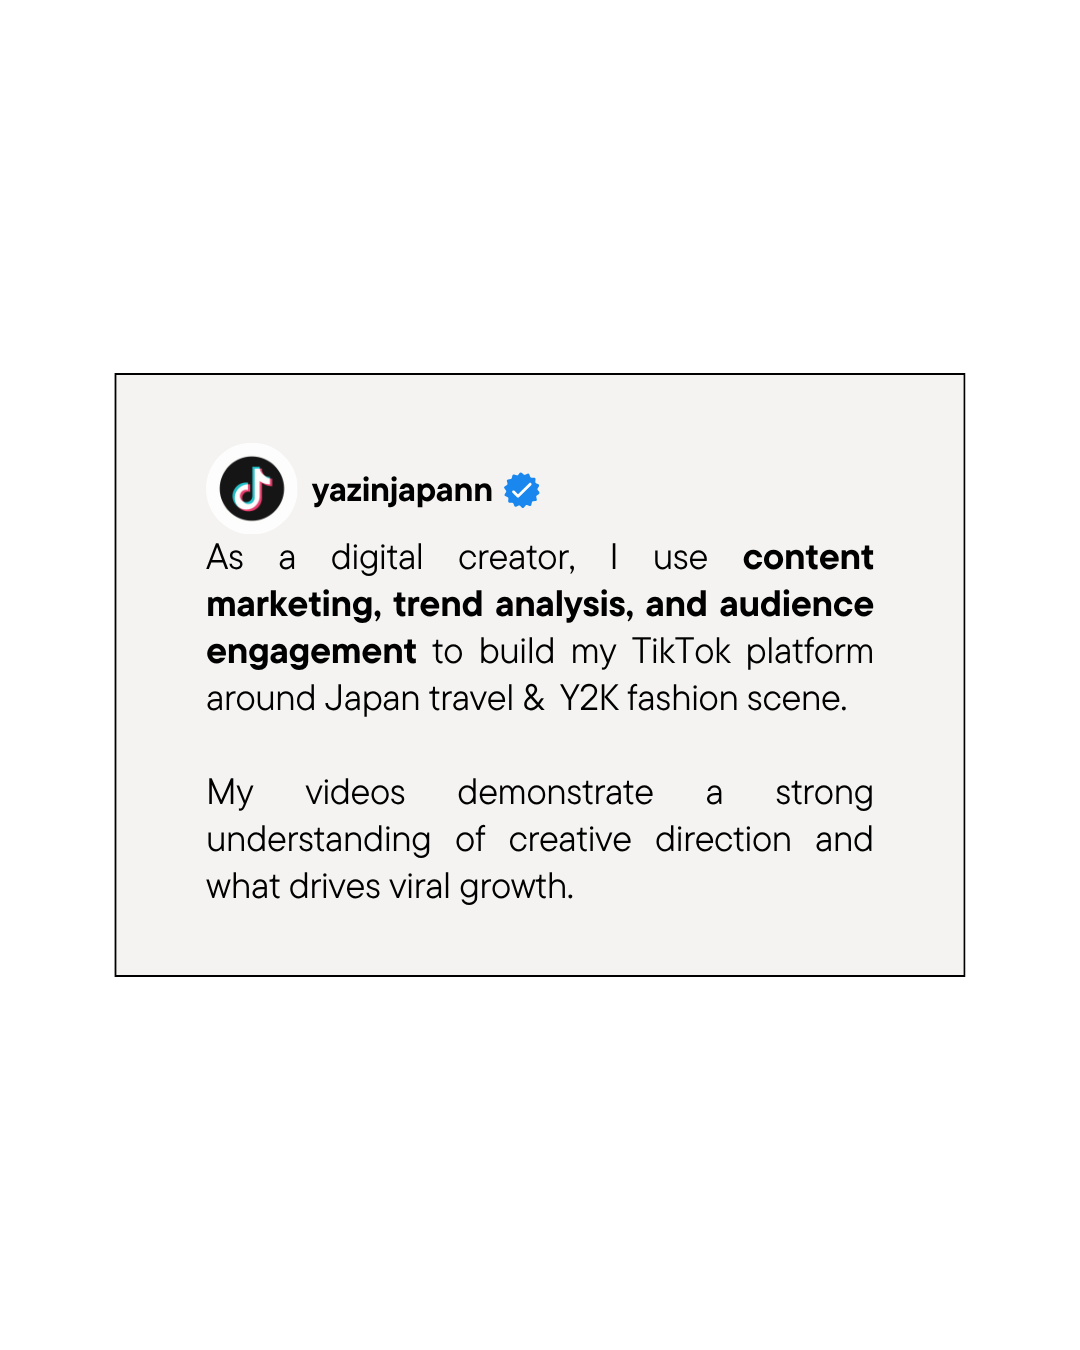 yazinjapann
As a digital creator, I use content
marketing, trend analysis, and audience
engagement to build my TikTok platform
around Japan travel &  Y2K fashion scene.
My videos demonstrate a strong
understanding of creative direction and
what drives viral growth.